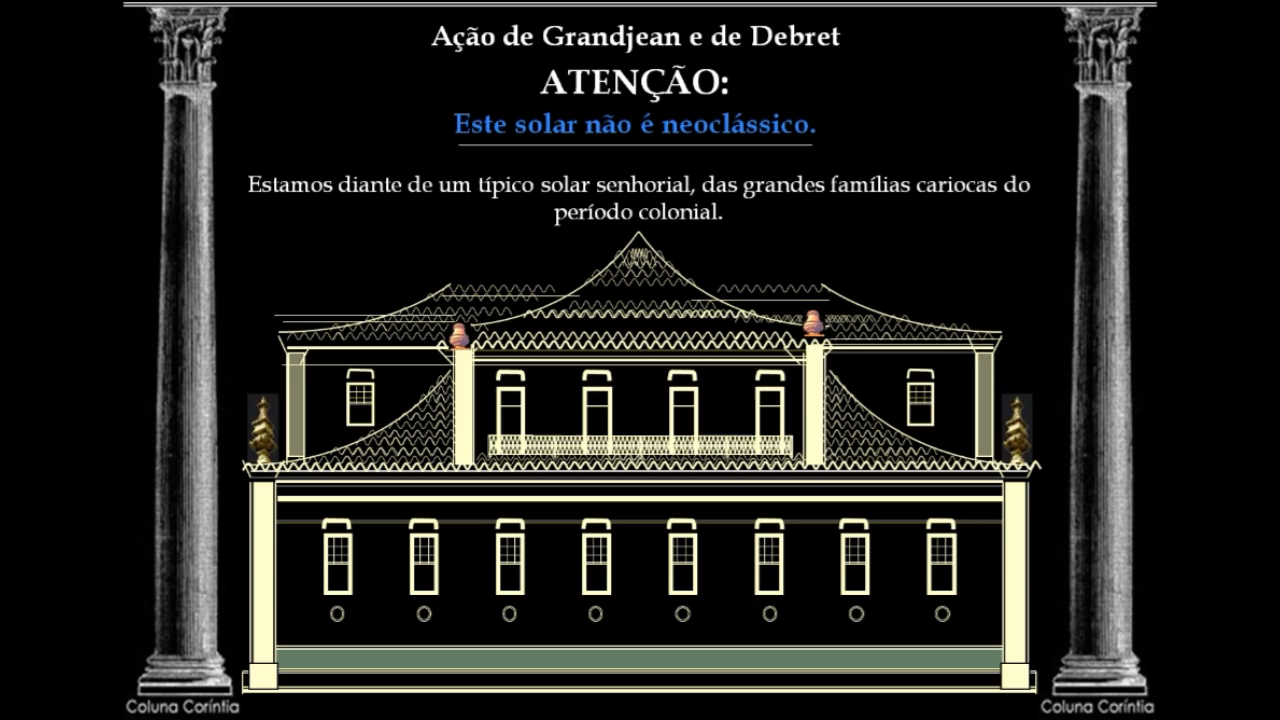 Ação de Grandjean e de Debret
ATENÇÃO:
Este solar não é neoclássico.
Estamos diante de um típico solar senhorial, das grandes famílias cariocas do
período colonial.
Coluna Coríntia
Coluna Coríntia